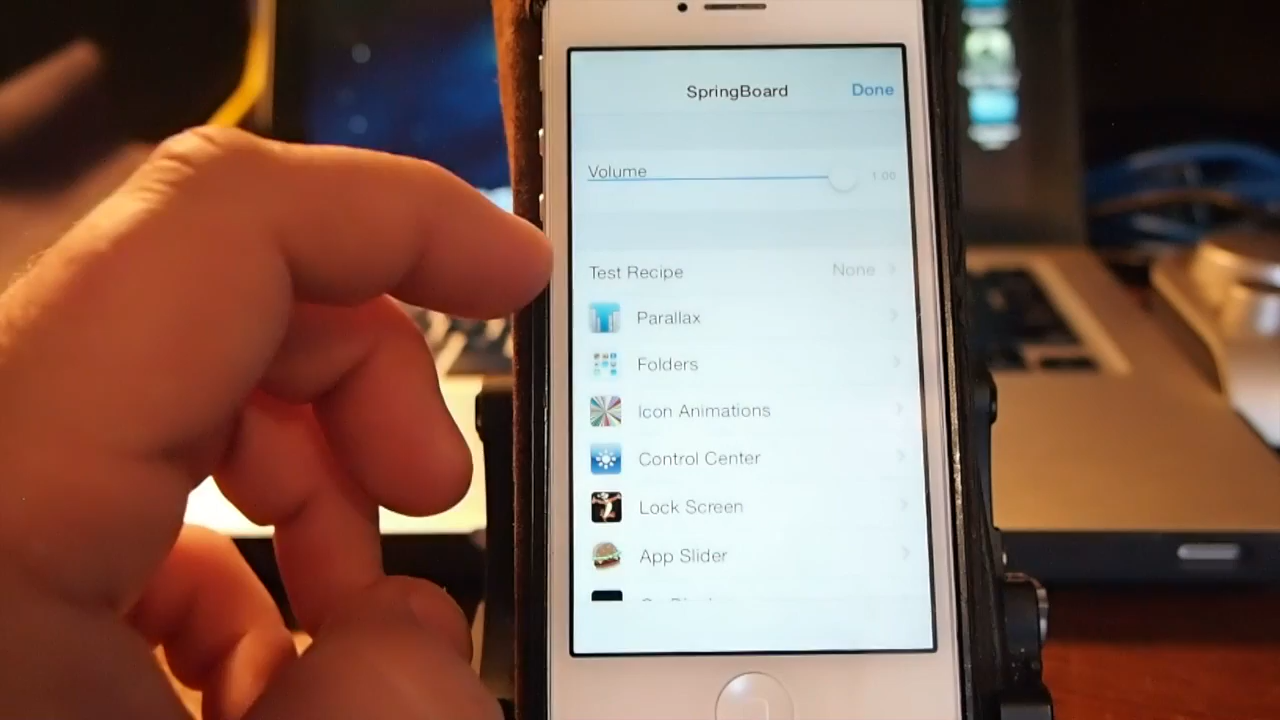 SpringBoard Done
Volume 1.00
Test Recipe None
Parallax
Folders
Icon Animations
Control Center
Lock Screen
App Slider